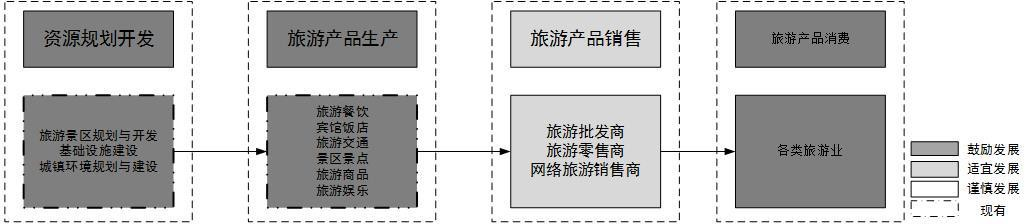 资源规划开发
旅游产品生产
旅游产品销售
旅游产品消费
旅游景区规划与开发
基础设施建设
城镇环境规划与建设
旅游餐饮
宾馆饭店
旅游交通
景区景点
旅游商品
旅游娱乐
旅游批发商
旅游零售商
网络旅游销售商
各类旅游业
鼓励发展
适宜发展
谨慎发展
现有